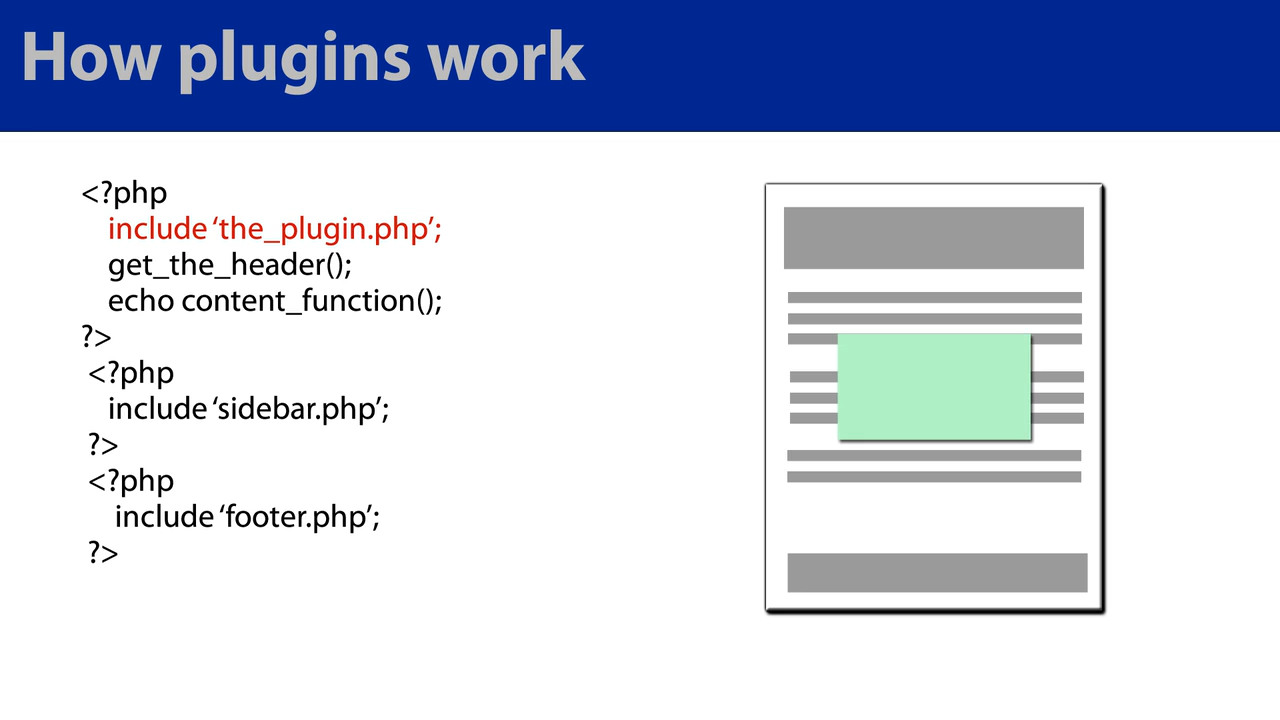 How plugins work
<?php
include ‘the_plugin.php’;
get_the_header();
echo content_function();
?>
<?php
include ‘sidebar.php’;
?>
<?php
include ‘footer.php’;
?>